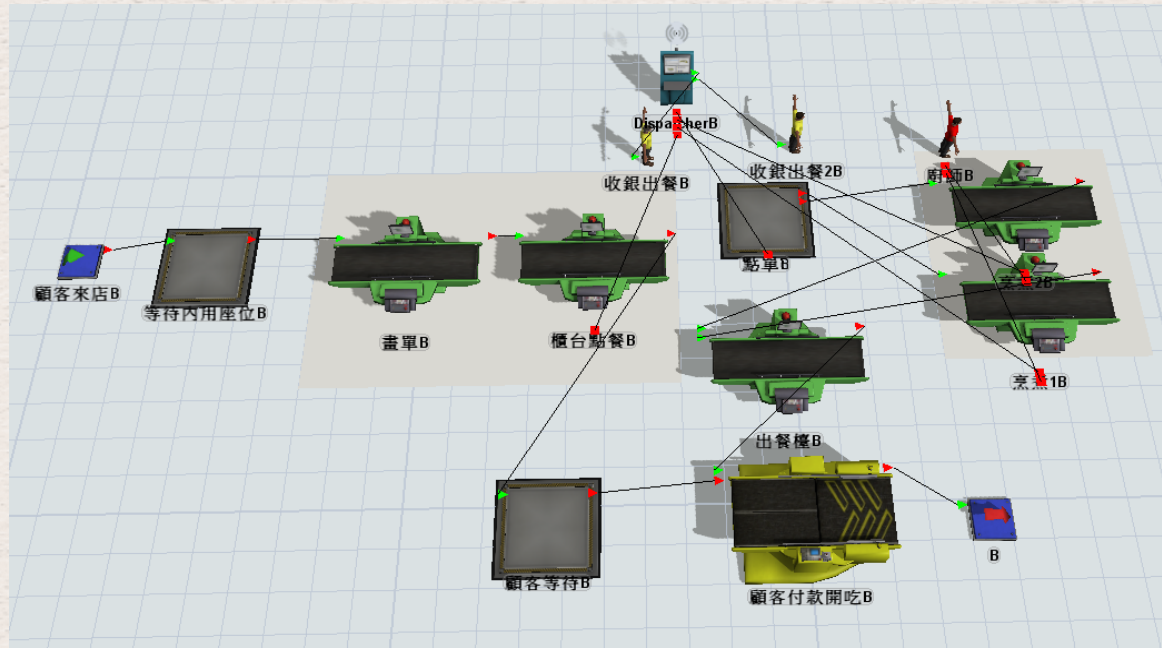 DispatcherB
收銀出餐B
收銀出餐2B
廚師B
點單B
烹煮2B
顧客來店B
等待內用座位B
畫單B
櫃台點餐B
烹煮1B
出餐檯B
B
顧客等待B
顧客付款開吃B